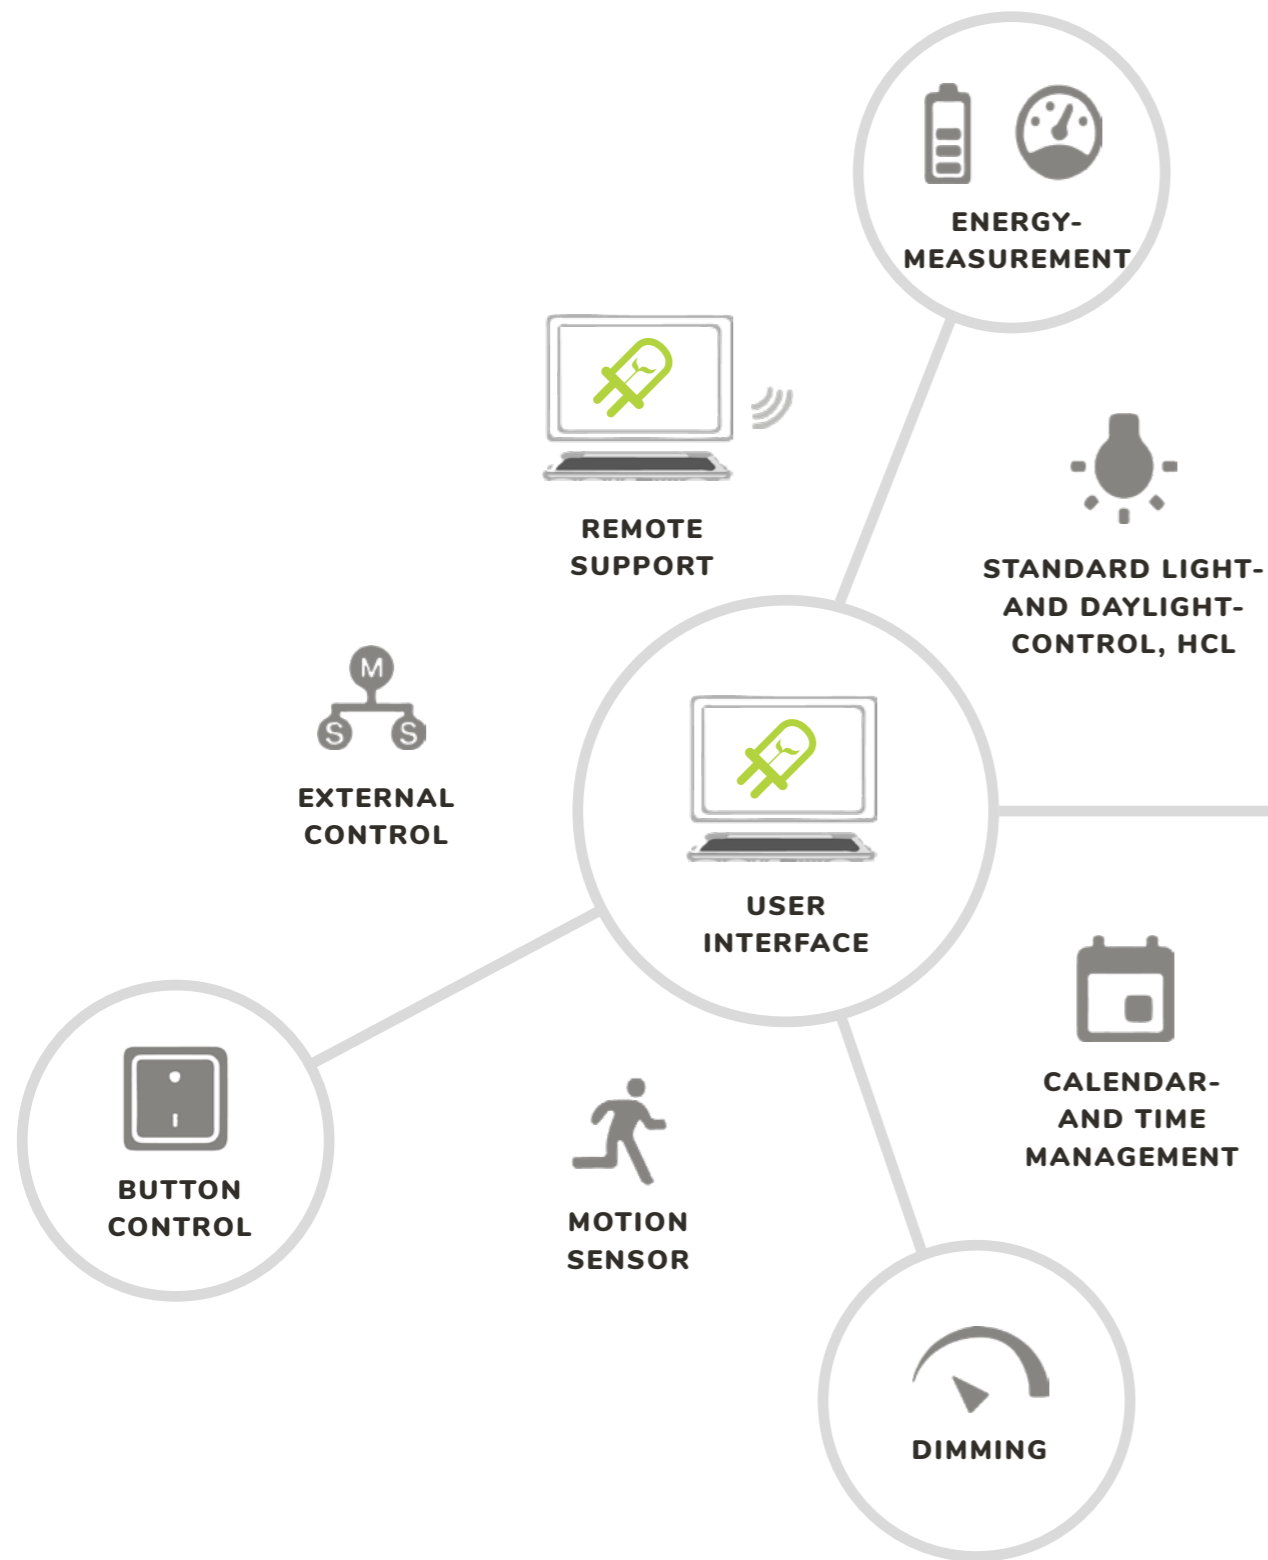 ENERGY-
MEASUREMENT
REMOTE
SUPPORT
STANDARD LIGHT-
AND DAYLIGHT-
CONTROL, HCL
M
S S
EXTERNAL
CONTROL
USER
INTERFACE
CALENDAR-
AND TIME
MANAGEMENT
BUTTON
CONTROL
MOTION
SENSOR
DIMMING